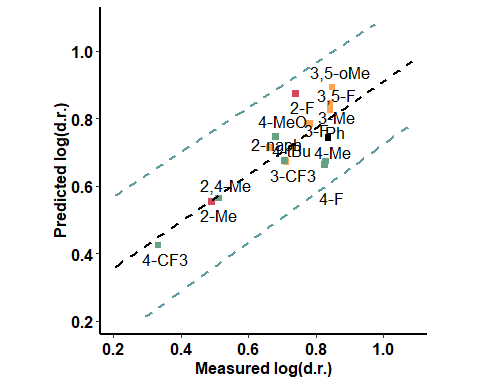 1.0
0.8
0.6
0.4
0.2
Predicted log(d.r.)
3,5-oMe
2-F
3,5-F
4-MeO
3-Me
3-F
Ph
2-naph
4-tBu
4-Me
3-CF3
2,4-Me
4-F
2-Me
4-CF3
0.2 0.4 0.6 0.8 1.0
Measured log(d.r.)